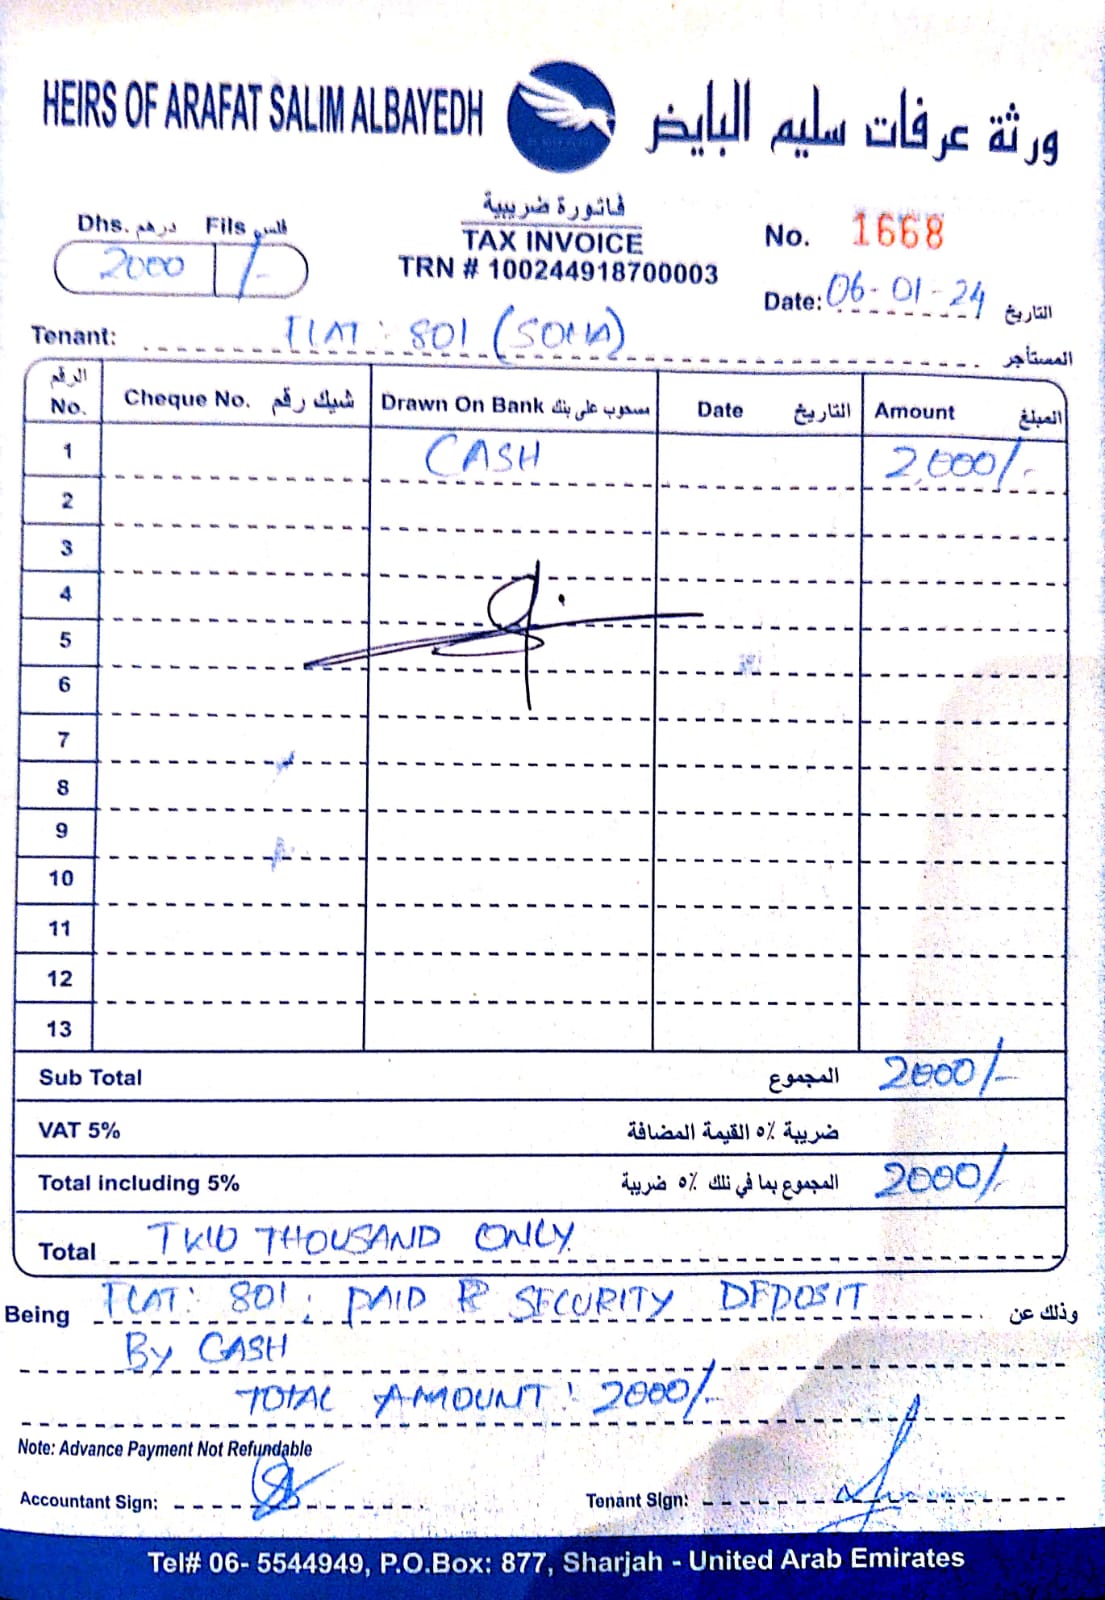 HEIRS OF ARAFAT SALIM ALBAYEDH ورثة عرفات سليم البايض
فاتورة ضريبية
Dhs. درهم Fils فلس
TAX INVOICE
No. 1668
2000 /-
TRN # 100244918700003
Date: 06-01-24 التاريخ
Tenant: FLAT: 801 (SONA) المستأجر
الرقم No. Cheque No. شيك رقم Drawn On Bank مسحوب على بنك Date التاريخ Amount المبلغ
1 CASH 2,000/-
2
3
4
5
6
7
8
9
10
11
12
13
Sub Total المجموع 2000/-
VAT 5% ضريبة ٥٪ القيمة المضافة
Total including 5% المجموع بما في ذلك ٥٪ ضريبة 2000/-
Total TWO THOUSAND ONLY
Being FLAT: 801: PAID SECURITY DEPOSIT وذلك عن
By CASH
TOTAL AMOUNT: 2000/-
Note: Advance Payment Not Refundable
Accountant Sign: Tenant Sign:
Tel# 06- 5544949, P.O.Box: 877, Sharjah - United Arab Emirates